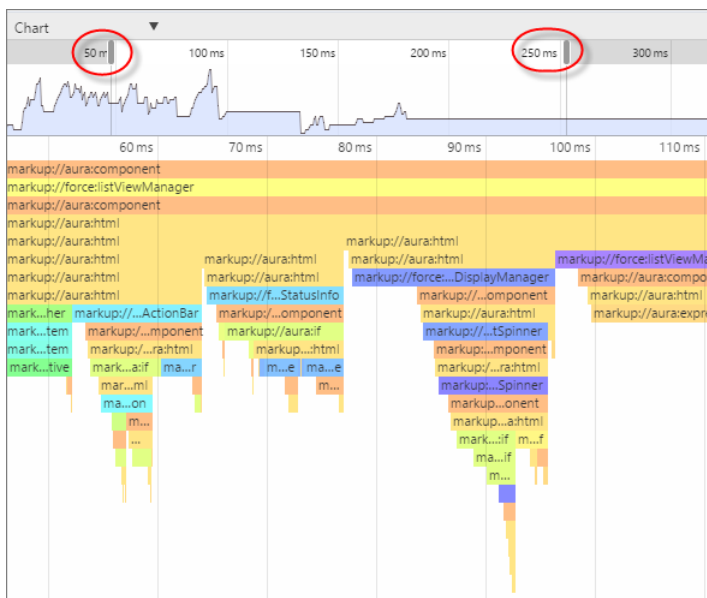 Chart ▼
50 m 100 ms 150 ms 200 ms 250 ms 300 ms
60 ms 70 ms 80 ms 90 ms 100 ms 110 ms
markup://aura:component
markup://force:listViewManager
markup://aura:component
markup://aura:html
markup://aura:html markup://aura:html
markup://aura:html markup://aura:html markup://aura:html markup://force:listViewMa
markup://aura:html markup://aura:html markup://force:...DisplayManager markup://aura:compo
markup://aura:html markup://f...StatusInfo markup:/...omponent markup://aura:html
mark...her markup://...ActionBar markup:/...omponent markup://aura:html markup://aura:expre
mark...tem markup:/...mponent markup://aura:if markup://...tSpinner
mark...tem markup:/...ra:html markup...:html markup:...mponent
mark...tive mark...a:if ma...r m...e ma...e markup:/...ra:html
mar...ml m... markup:...Spinner
ma...on markup...onent
m... markup...a:html
... mark...:if m...f
ma...if
m...